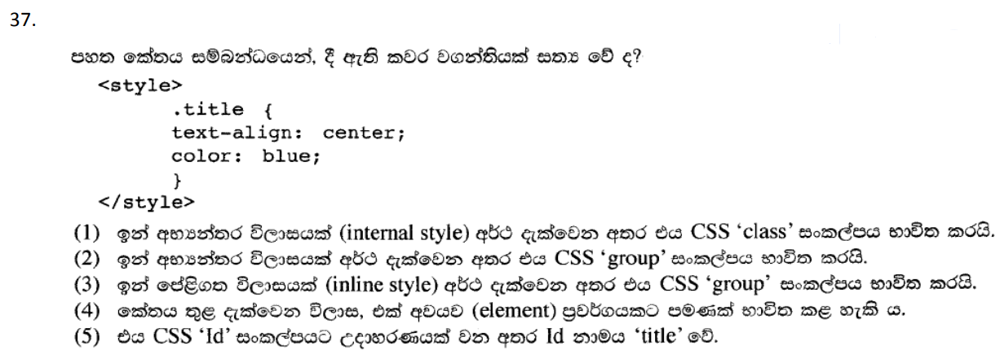 37.
පහත කේතය සම්බන්ධයෙන්, දී ඇති කවර වගන්තියක් සත්‍ය වේ ද?
<style>
.title {
text-align: center;
color: blue;
}
</style>
(1) ඉන් අභ්‍යන්තර විලාසයක් (internal style) අර්ථ දැක්වෙන අතර එය CSS ‘class’ සංකල්පය භාවිත කරයි.
(2) ඉන් අභ්‍යන්තර විලාසයක් අර්ථ දැක්වෙන අතර එය CSS ‘group’ සංකල්පය භාවිත කරයි.
(3) ඉන් පේළිගත විලාසයක් (inline style) අර්ථ දැක්වෙන අතර එය CSS ‘group’ සංකල්පය භාවිත කරයි.
(4) කේතය තුළ දැක්වෙන විලාස, එක් අවයව (element) ප්‍රවර්ගයකට පමණක් භාවිත කළ හැකි ය.
(5) එය CSS ‘Id’ සංකල්පයට උදාහරණයක් වන අතර Id නාමය ‘title’ වේ.